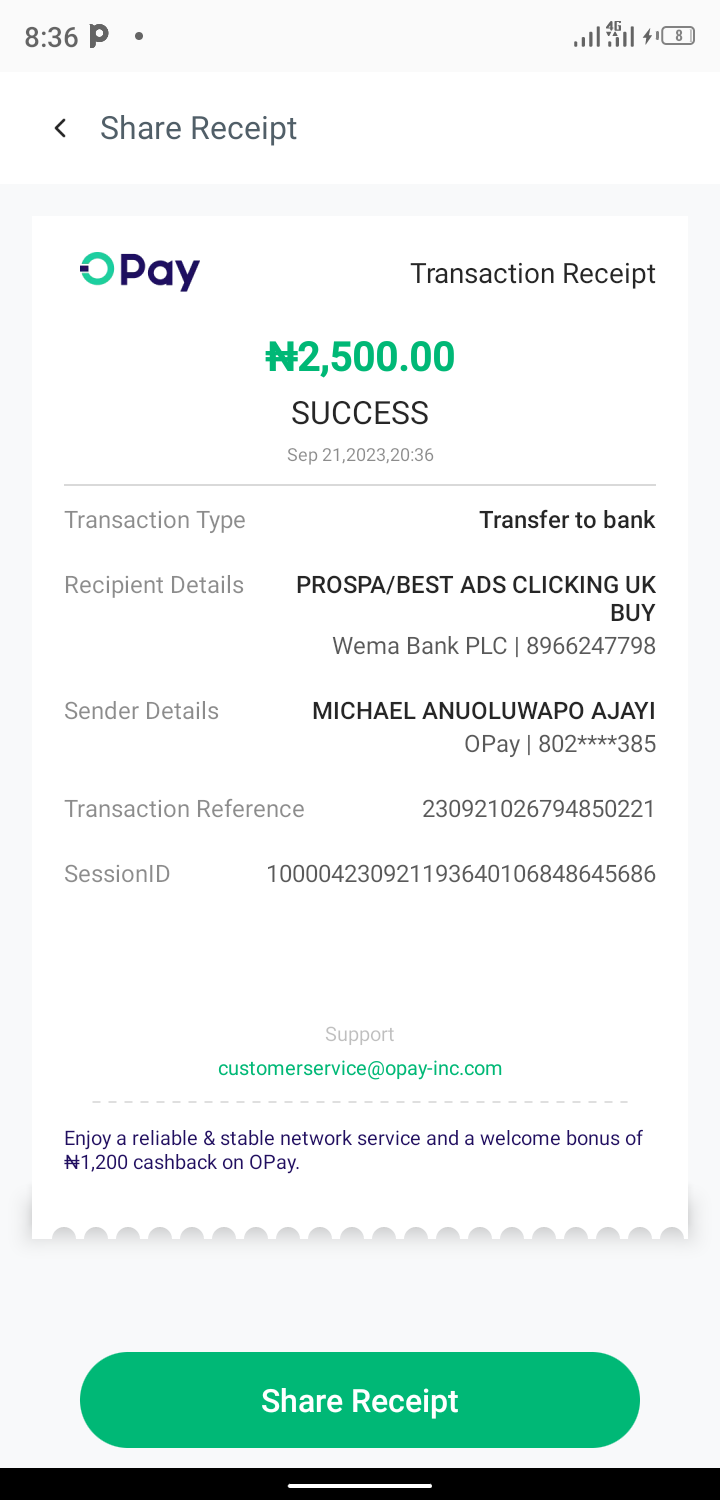 8:36
4G
8
Share Receipt
OPay
Transaction Receipt
₦2,500.00
SUCCESS
Sep 21,2023,20:36
Transaction Type
Transfer to bank
Recipient Details
PROSPA/BEST ADS CLICKING UK
BUY
Wema Bank PLC | 8966247798
Sender Details
MICHAEL ANUOLUWAPO AJAYI
OPay | 802****385
Transaction Reference
230921026794850221
SessionID
100004230921193640106848645686
Support
customerservice@opay-inc.com
Enjoy a reliable & stable network service and a welcome bonus of
₦1,200 cashback on OPay.
Share Receipt